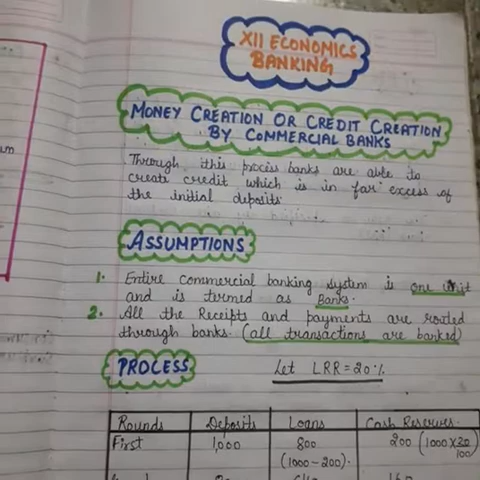 XII ECONOMICS
BANKING
MONEY CREATION OR CREDIT CREATION
BY COMMERCIAL BANKS
Through this process banks are able to
create credit which is in far excess of
the initial deposits
ASSUMPTIONS
1. Entire commercial banking system is one unit
and is termed as Banks.
2. All the Receipts and payments are routed
through banks. (all transactions are banked)
PROCESS
Let LRR = 20%
Rounds Deposits Loans Cash Reserves.
First 1,000 800 200 (1000 × 20/100)
(1000-200).